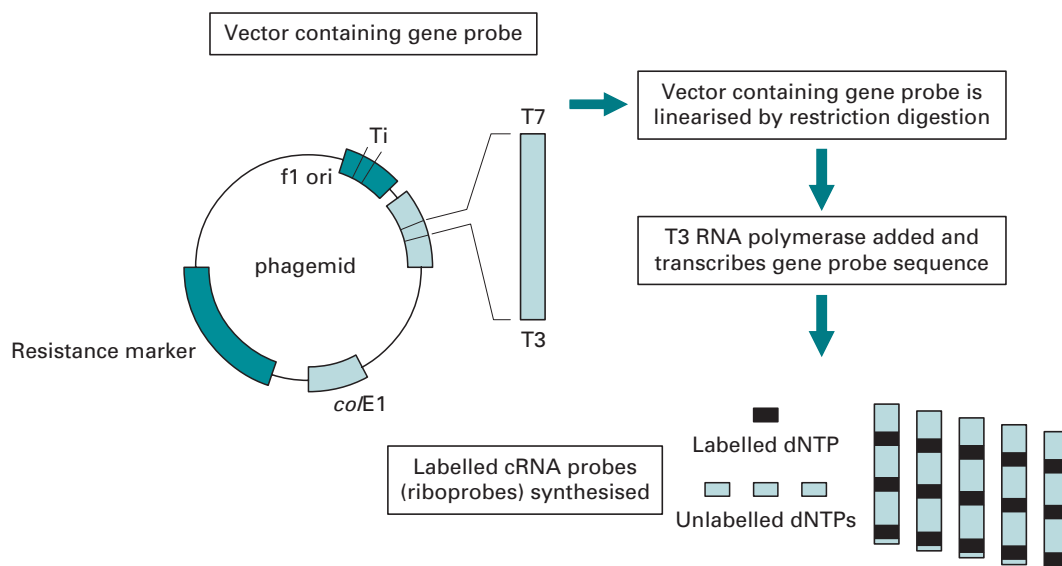 Vector containing gene probe
T7
Vector containing gene probe is
linearised by restriction digestion
Ti
f1 ori
phagemid
T3 RNA polymerase added and
transcribes gene probe sequence
T3
Resistance marker
colE1
Labelled cRNA probes
(riboprobes) synthesised
Labelled dNTP
Unlabelled dNTPs